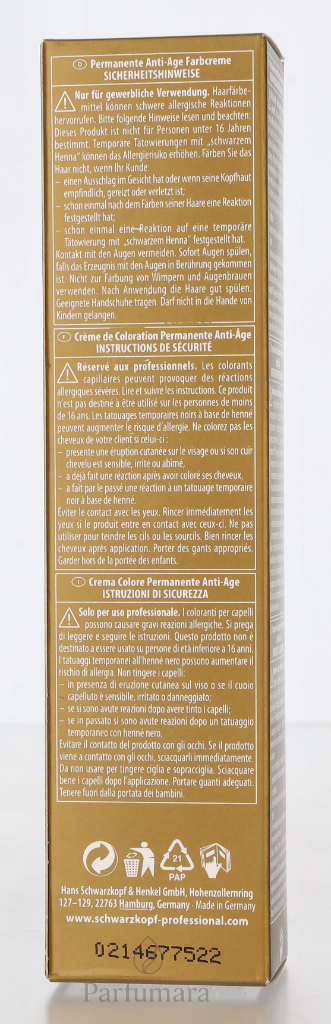 D Permanente Anti-Age Farbcreme
SICHERHEITSHINWEISE
Nur für gewerbliche Verwendung. Haarfärbe-
mittel können schwere allergische Reaktionen
hervorrufen. Bitte folgende Hinweise lesen und beachten:
Dieses Produkt ist nicht für Personen unter 16 Jahren
bestimmt. Temporäre Tätowierungen mit „schwarzem
Henna“ können das Allergierisiko erhöhen. Färben Sie das
Haar nicht, wenn Ihr Kunde:
– einen Ausschlag im Gesicht hat oder wenn seine Kopfhaut
empfindlich, gereizt oder verletzt ist;
– schon einmal nach dem Färben seiner Haare eine Reaktion
festgestellt hat;
– schon einmal eine Reaktion auf eine temporäre
Tätowierung mit „schwarzem Henna“ festgestellt hat.
Kontakt mit den Augen vermeiden. Sofort Augen spülen,
falls das Erzeugnis mit den Augen in Berührung gekommen
ist. Nicht zur Färbung von Wimpern und Augenbrauen
verwenden. Nach Anwendung die Haare gut spülen.
Geeignete Handschuhe tragen. Darf nicht in die Hände von
Kindern gelangen.
F Crème de Coloration Permanente Anti-Âge
INSTRUCTIONS DE SÉCURITÉ
Réservé aux professionnels. Les colorants
capillaires peuvent provoquer des réactions
allergiques sévères. Lire et suivre les instructions. Ce produit
n'est pas destiné à être utilisé sur les personnes de moins
de 16 ans. Les tatouages temporaires noirs à base de henné
peuvent augmenter le risque d'allergie. Ne colorez pas les
cheveux de votre client si celui-ci :
– présente une éruption cutanée sur le visage ou si son cuir
chevelu est sensible, irrité ou abîmé,
– a déjà fait une réaction après avoir coloré ses cheveux,
– a fait par le passé une réaction à un tatouage temporaire
noir à base de henné.
Éviter le contact avec les yeux. Rincer immédiatement les
yeux si le produit entre en contact avec ceux-ci. Ne pas
utiliser pour teindre les cils ou les sourcils. Bien rincer les
cheveux après application. Porter des gants appropriés.
Garder hors de la portée des enfants.
I Crema Colore Permanente Anti-Age
ISTRUZIONI DI SICUREZZA
Solo per uso professionale. I coloranti per capelli
possono causare gravi reazioni allergiche. Si prega
di leggere e seguire le istruzioni. Questo prodotto non è
destinato a essere usato su persone di età inferiore a 16 anni.
I tatuaggi temporanei all'henné nero possono aumentare il
rischio di allergia. Non tingere i capelli:
– in presenza di eruzione cutanea sul viso o se il cuoio
capelluto è sensibile, irritato o danneggiato;
– se si sono avute reazioni dopo avere tinto i capelli;
– se in passato si sono avute reazioni dopo un tatuaggio
temporaneo con henné nero.
Evitare il contatto del prodotto con gli occhi. Se il prodotto
viene a contatto con gli occhi, sciacquarli immediatamente.
Da non usare per tingere ciglia e sopracciglia. Sciacquare
bene i capelli dopo l'applicazione. Portare guanti adeguati.
Tenere fuori dalla portata dei bambini.
21
PAP
Hans Schwarzkopf & Henkel GmbH, Hohenzollernring
127–129, 22763 Hamburg, Germany · Made in Germany
www.schwarzkopf-professional.com
0214677522
Parfumara